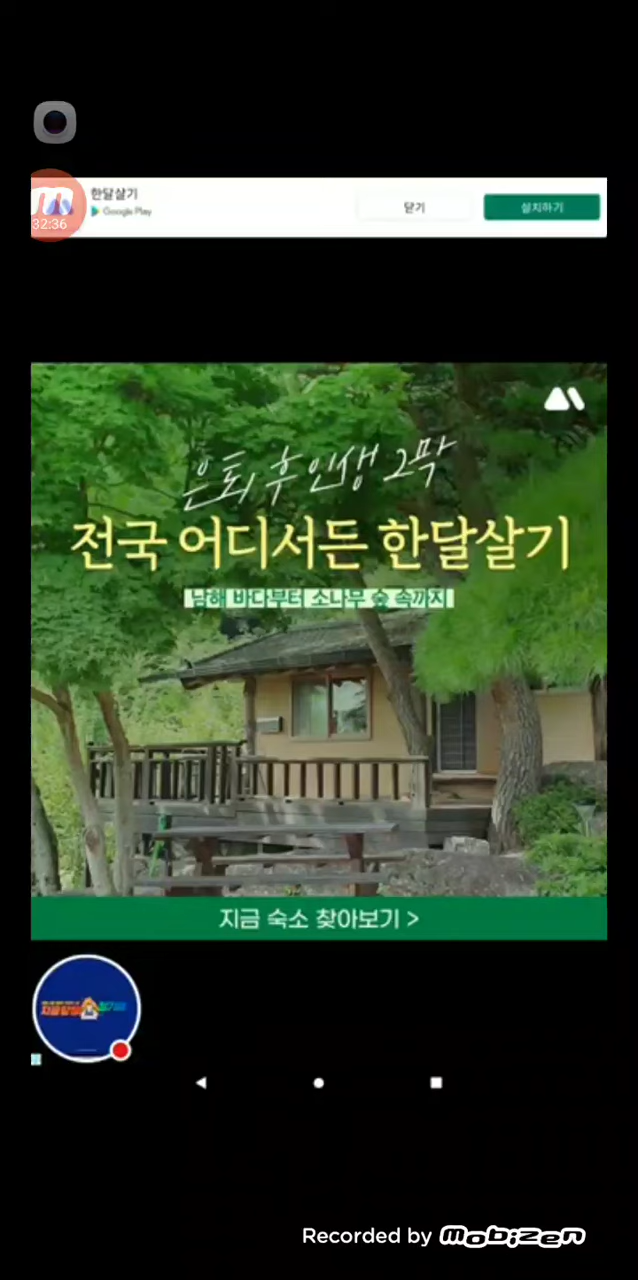 한달살기
Google Play
닫기
설치하기
32:36
은퇴 후 인생 2막
전국 어디서든 한달살기
남해 바다부터 소나무 숲 속까지
지금 숙소 찾아보기 >
Recorded by Mobizen